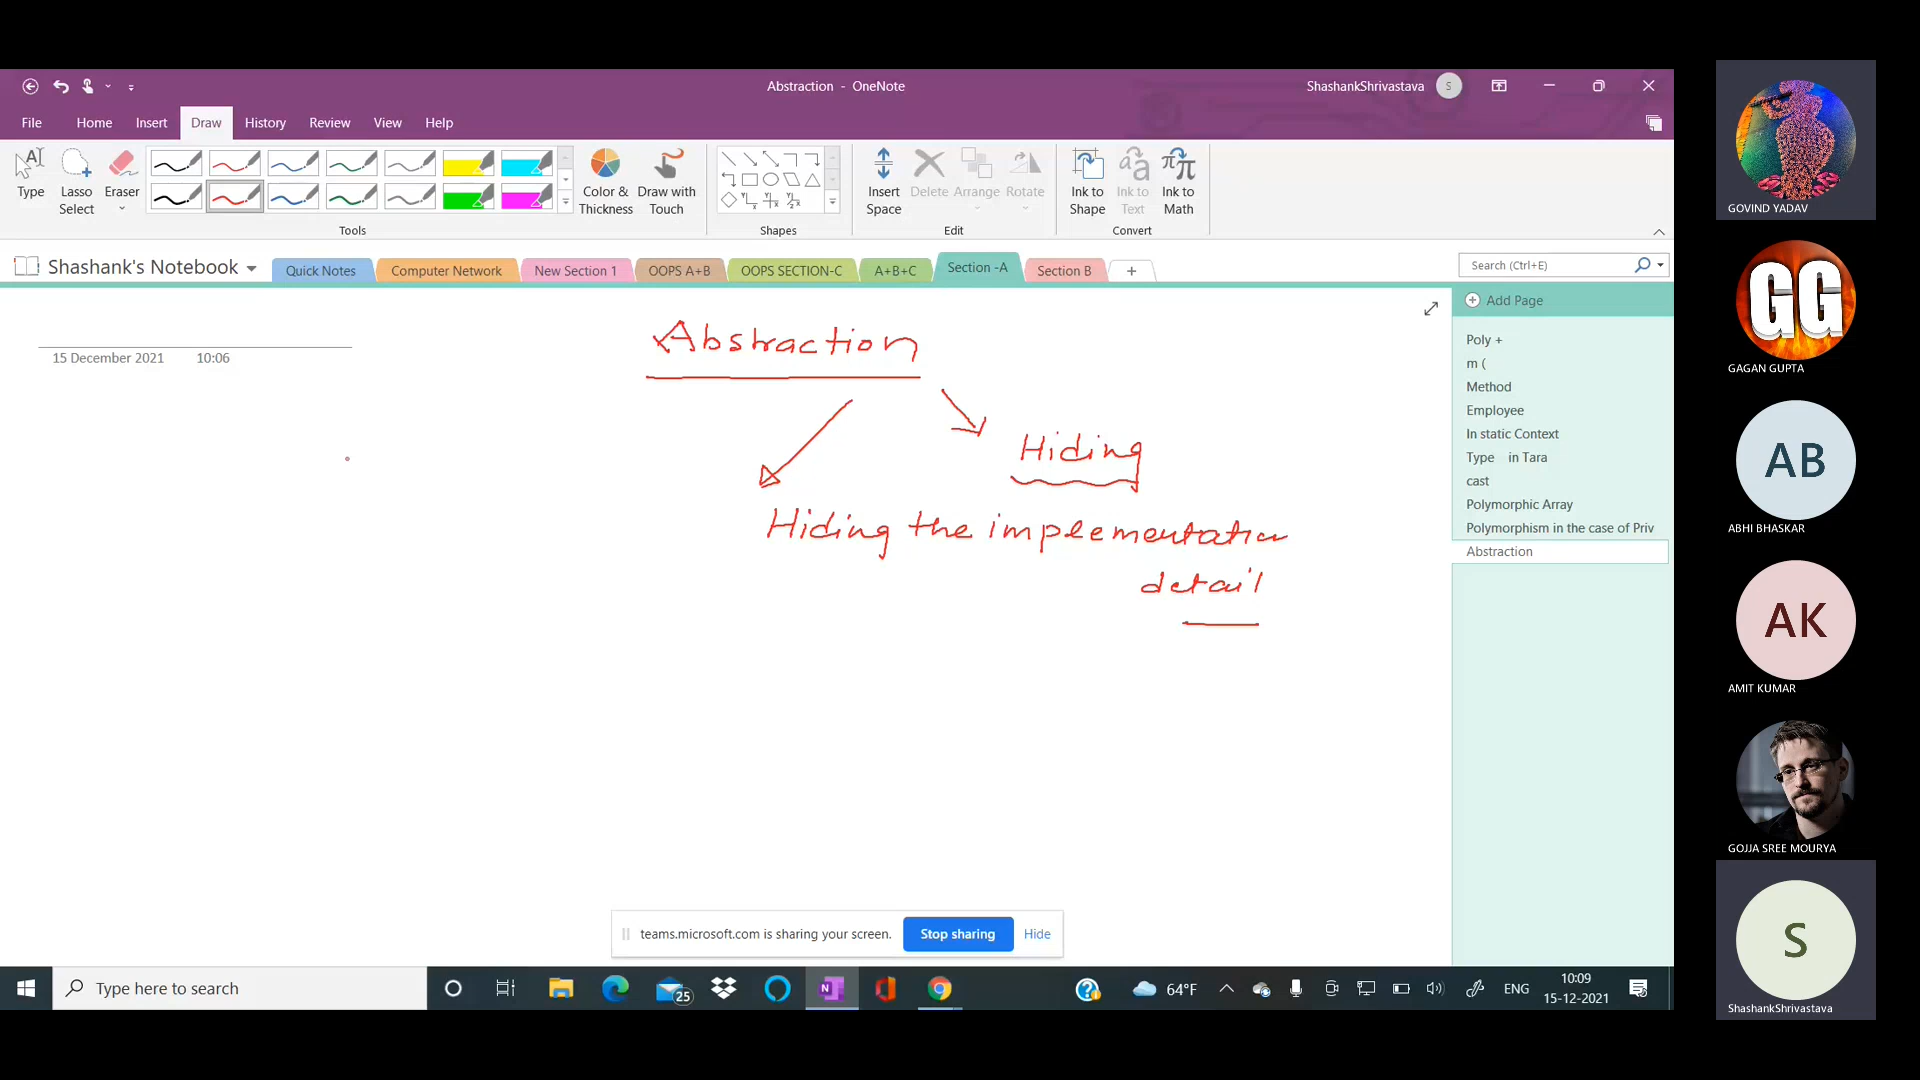 Abstraction - OneNote
ShashankShrivastava
S
File Home Insert Draw History Review View Help
Type
Lasso Select
Eraser
Color & Thickness
Draw with Touch
Insert Space
Delete
Arrange
Rotate
Ink to Shape
Ink to Text
Ink to Math
Tools
Shapes
Edit
Convert
Shashank's Notebook
Quick Notes
Computer Network
New Section 1
OOPS A+B
OOPS SECTION-C
A+B+C
Section -A
Section B
+
Search (Ctrl+E)
Add Page
Poly +
m (
Method
Employee
In static Context
Type in Tara
cast
Polymorphic Array
Polymorphism in the case of Priv
Abstraction
15 December 2021 10:06
Abstraction
Hiding
Hiding the implementation
detail
teams.microsoft.com is sharing your screen.
Stop sharing
Hide
Type here to search
25
64°F
ENG
10:09
15-12-2021
GOVIND YADAV
GG
GAGAN GUPTA
AB
ABHI BHASKAR
AK
AMIT KUMAR
GOJJA SREE MOURYA
S
ShashankShrivastava